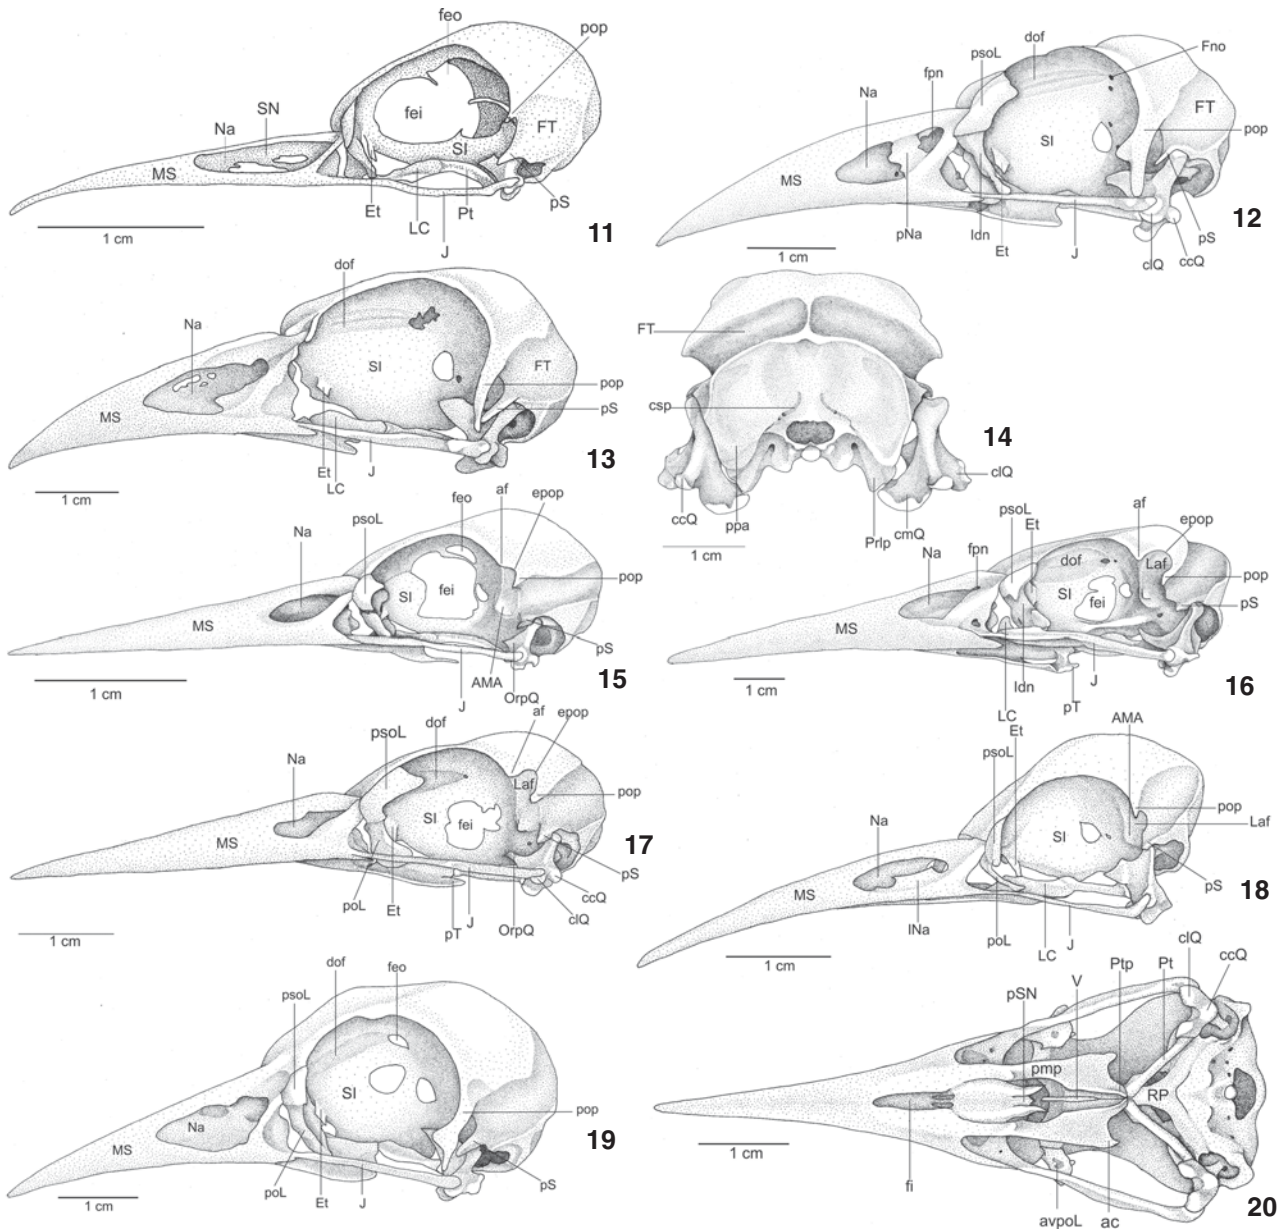 feo
pop
SN
Na
fei
FT
SI
MS
Et
LC
Pt
J
pS
1 cm
11
dof
Fno
psoL
fpn
Na
FT
SI
pop
MS
pNa
ldn
Et
J
clQ
ccQ
pS
1 cm
12
dof
Na
SI
FT
pop
pS
MS
Et
LC
J
1 cm
13
FT
csp
14
clQ
ccQ
ppa
Prlp
cmQ
1 cm
Na
psoL
feo
af
epop
SI
fei
pop
MS
pS
AMA
OrpQ
J
1 cm
15
psoL
Et
af
epop
Na
fpn
dof
Laf
pop
SI
fei
pS
MS
LC
ldn
pT
J
1 cm
16
psoL
dof
af
epop
Na
Laf
pop
SI
fei
MS
pS
poL
Et
pT
J
OrpQ
clQ
ccQ
1 cm
17
Et
psoL
AMA
pop
Laf
Na
SI
MS
pS
lNa
poL
LC
J
1 cm
18
psoL
dof
feo
SI
Na
pop
MS
pS
poL
Et
J
1 cm
19
clQ
ccQ
pSN
V
Ptp
Pt
pmp
RP
fi
avpoL
ac
1 cm
20